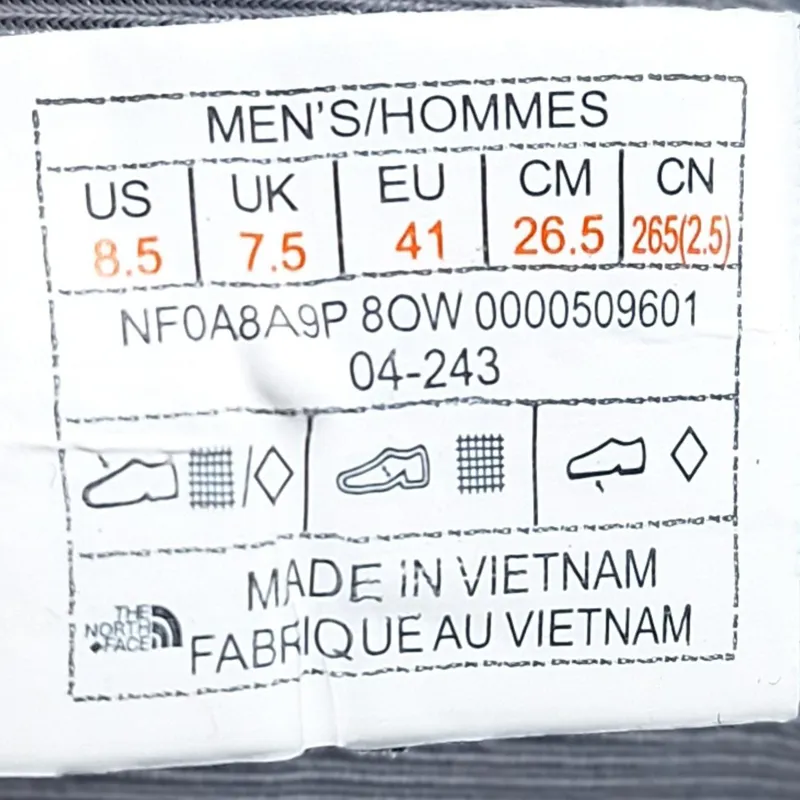 MEN'S/HOMMES
US UK EU CM CN
8.5 7.5 41 26.5 265(2.5)
NF0A8A9P 8OW 0000509601
04-243
/
THE
NORTH
FACE
MADE IN VIETNAM
FABRIQUE AU VIETNAM